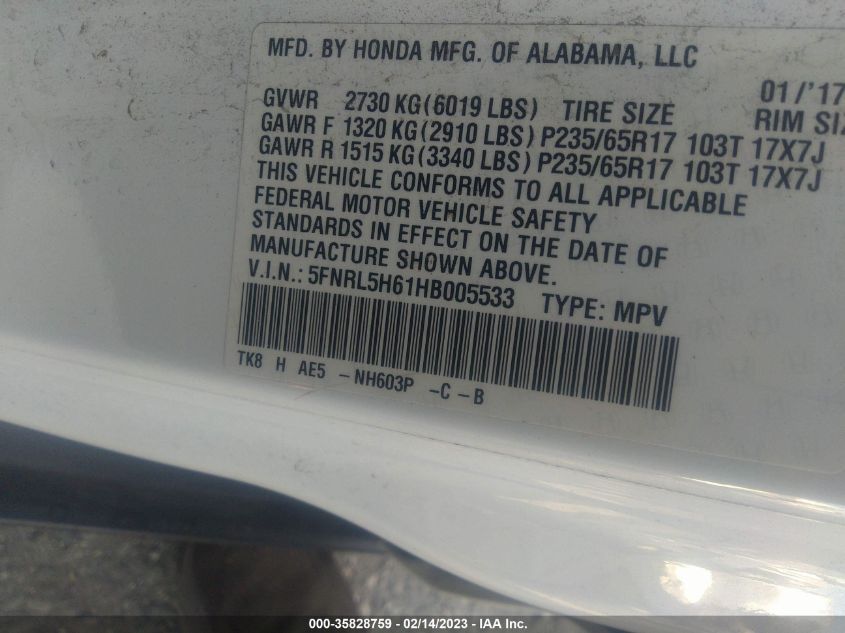 MFD. BY HONDA MFG. OF ALABAMA, LLC
01/'17
GVWR 2730 KG(6019 LBS) TIRE SIZE RIM SIZ
GAWR F 1320 KG(2910 LBS) P235/65R17 103T 17X7J
GAWR R 1515 KG(3340 LBS) P235/65R17 103T 17X7J
THIS VEHICLE CONFORMS TO ALL APPLICABLE
FEDERAL MOTOR VEHICLE SAFETY
STANDARDS IN EFFECT ON THE DATE OF
MANUFACTURE SHOWN ABOVE.
V.I.N.: 5FNRL5H61HB005533 TYPE: MPV
TK8 H AE5 -NH603P -C-B
000-35828759 - 02/14/2023 - IAA Inc.